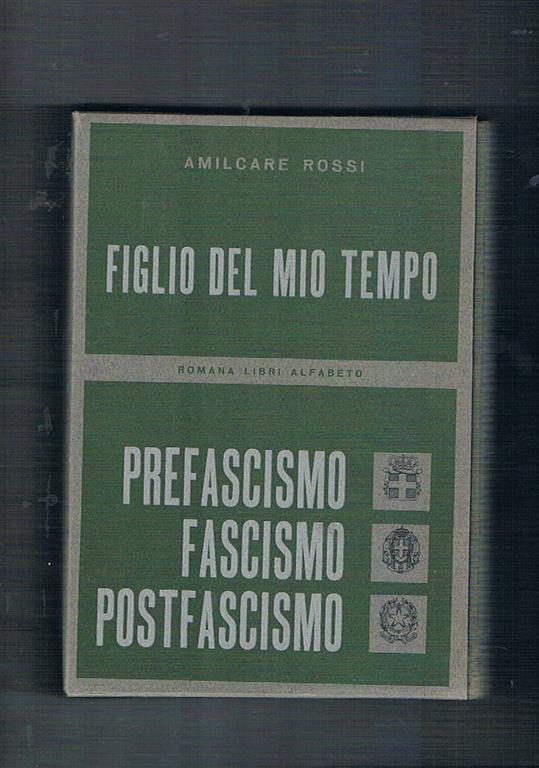 AMILCARE ROSSI
FIGLIO DEL MIO TEMPO
ROMANA LIBRI ALFABETO
PREFASCISMO
FASCISMO
POSTFASCISMO